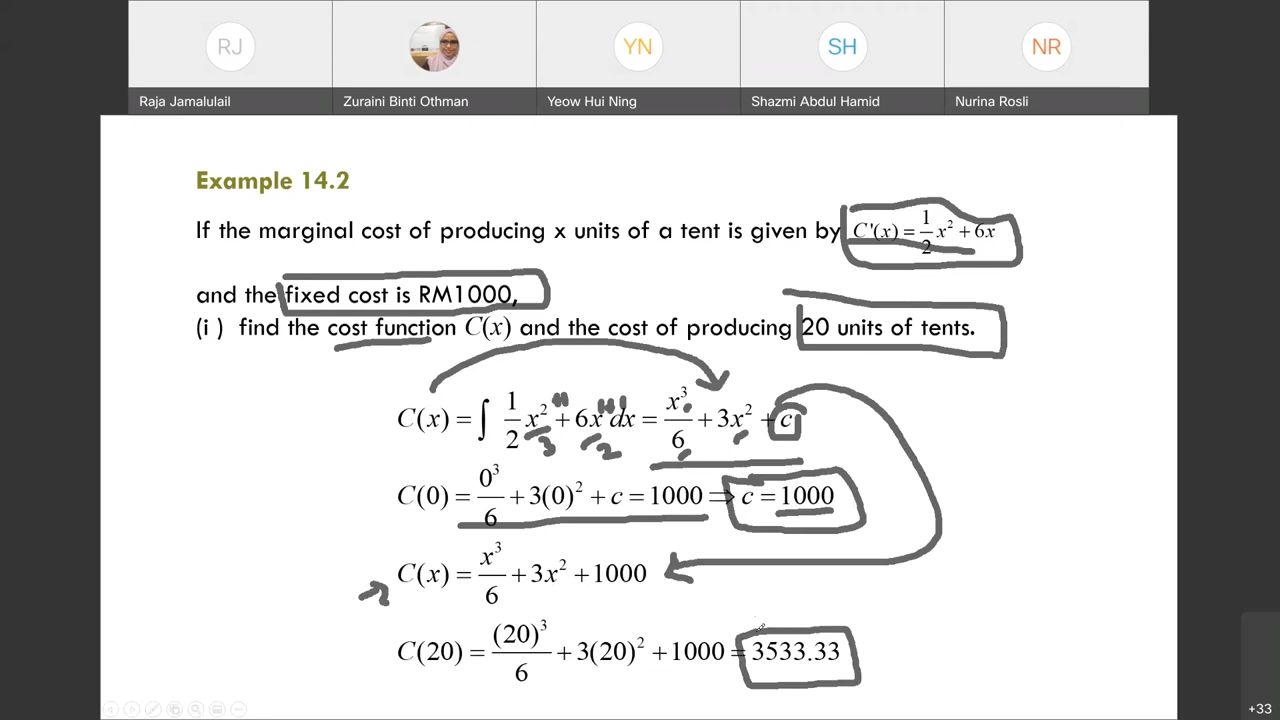 RJ
YN
SH
NR
Raja Jamalulail
Zuraini Binti Othman
Yeow Hui Ning
Shazmi Abdul Hamid
Nurina Rosli
Example 14.2
If the marginal cost of producing x units of a tent is given by C'(x) = 1/2 x² + 6x
and the fixed cost is RM1000,
(i ) find the cost function C(x) and the cost of producing 20 units of tents.
C(x) = ∫ 1/2 x² + 6x dx = x³/6 + 3x² + c
3 2
C(0) = 0³/6 + 3(0)² + c = 1000 ⇒ c = 1000
C(x) = x³/6 + 3x² + 1000
C(20) = (20)³/6 + 3(20)² + 1000 = 3533.33
+33